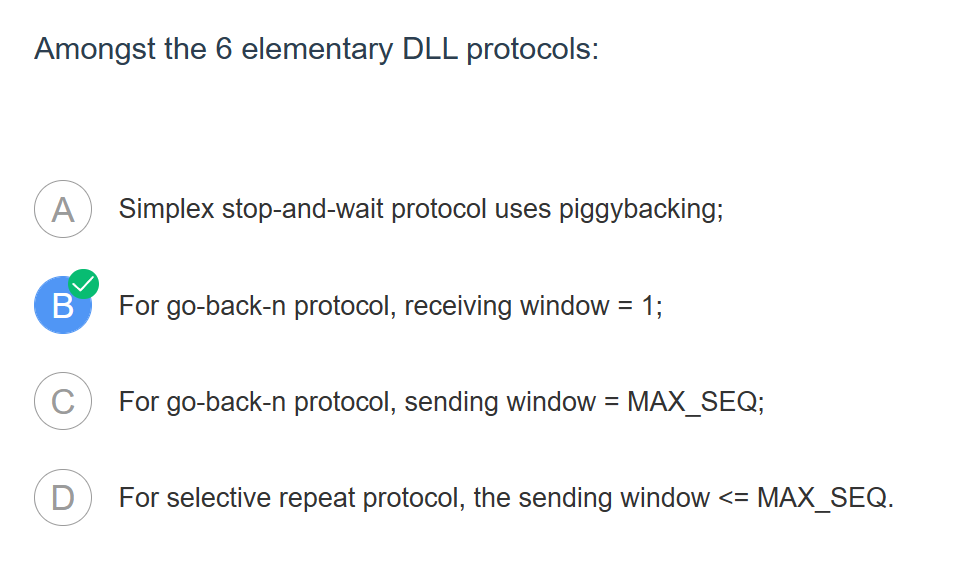 Amongst the 6 elementary DLL protocols:
A Simplex stop-and-wait protocol uses piggybacking;
B For go-back-n protocol, receiving window = 1;
C For go-back-n protocol, sending window = MAX_SEQ;
D For selective repeat protocol, the sending window <= MAX_SEQ.